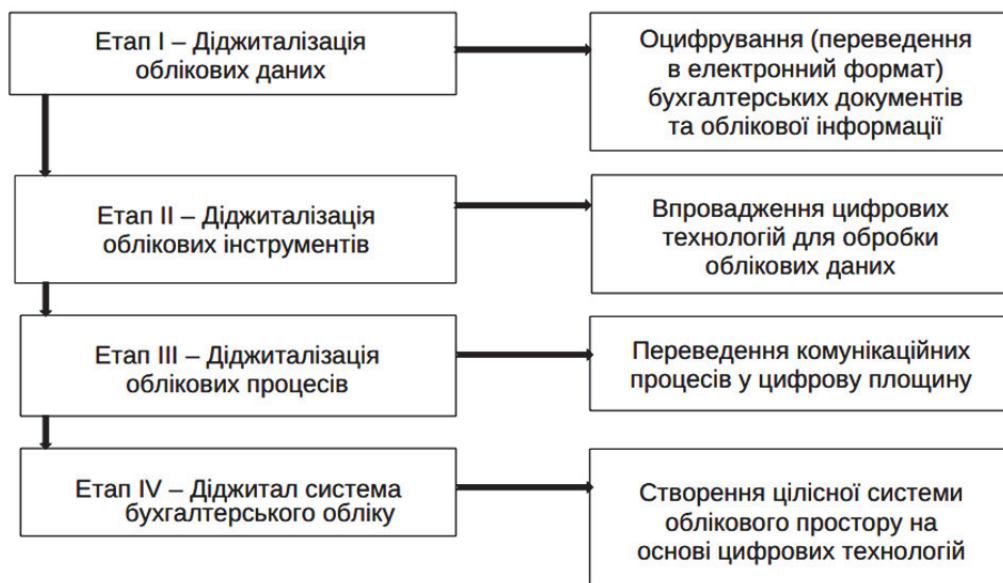 Етап I – Діджиталізація
облікових даних
Оцифрування (переведення
в електронний формат)
бухгалтерських документів
та облікової інформації
Етап II – Діджиталізація
облікових інструментів
Впровадження цифрових
технологій для обробки
облікових даних
Етап III – Діджиталізація
облікових процесів
Переведення комунікаційних
процесів у цифрову площину
Етап IV – Діджитал система
бухгалтерського обліку
Створення цілісної системи
облікового простору на
основі цифрових технологій